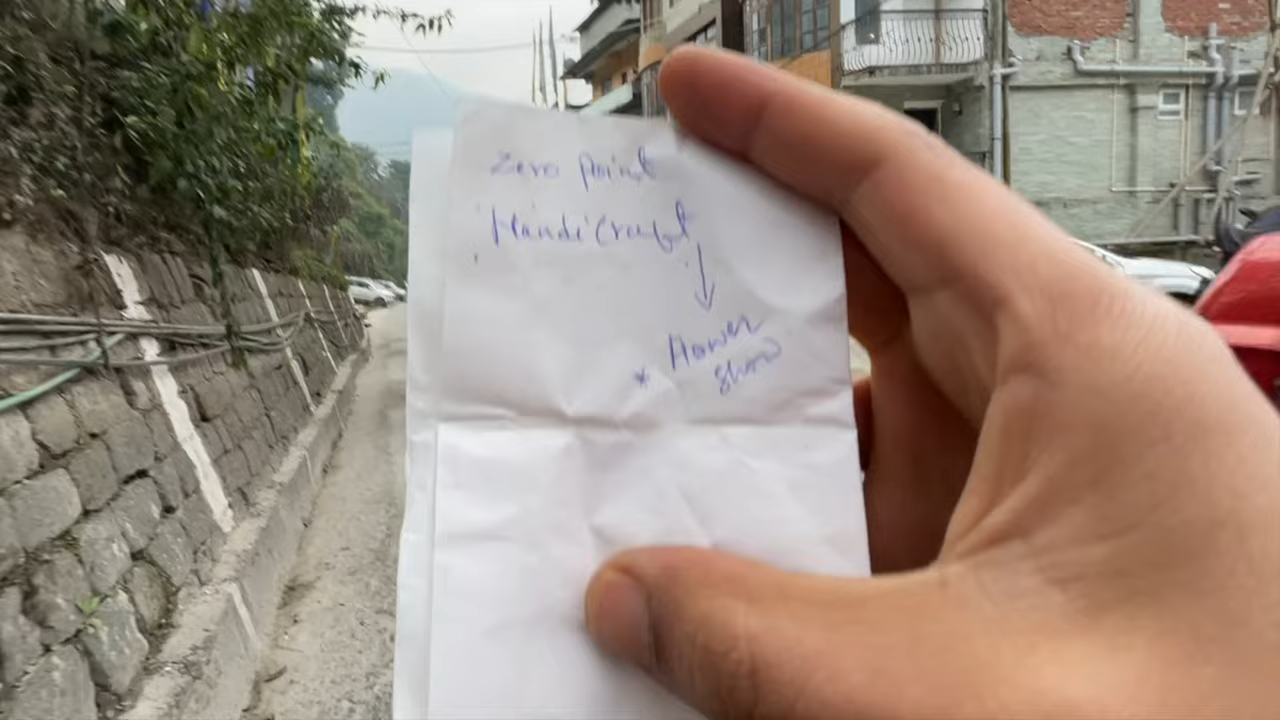 Zero Point
Handicraft
↓
* Flower
Show